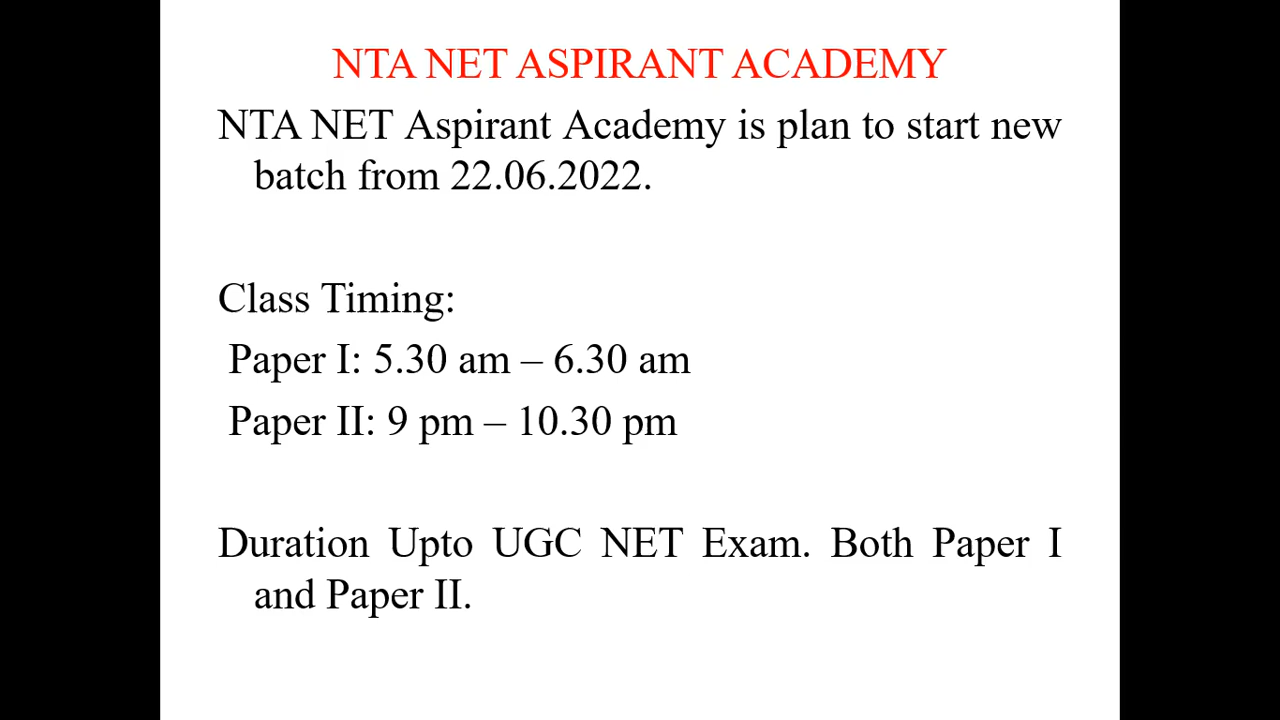 NTA NET ASPIRANT ACADEMY
NTA NET Aspirant Academy is plan to start new
batch from 22.06.2022.
Class Timing:
Paper I: 5.30 am – 6.30 am
Paper II: 9 pm – 10.30 pm
Duration Upto UGC NET Exam. Both Paper I
and Paper II.